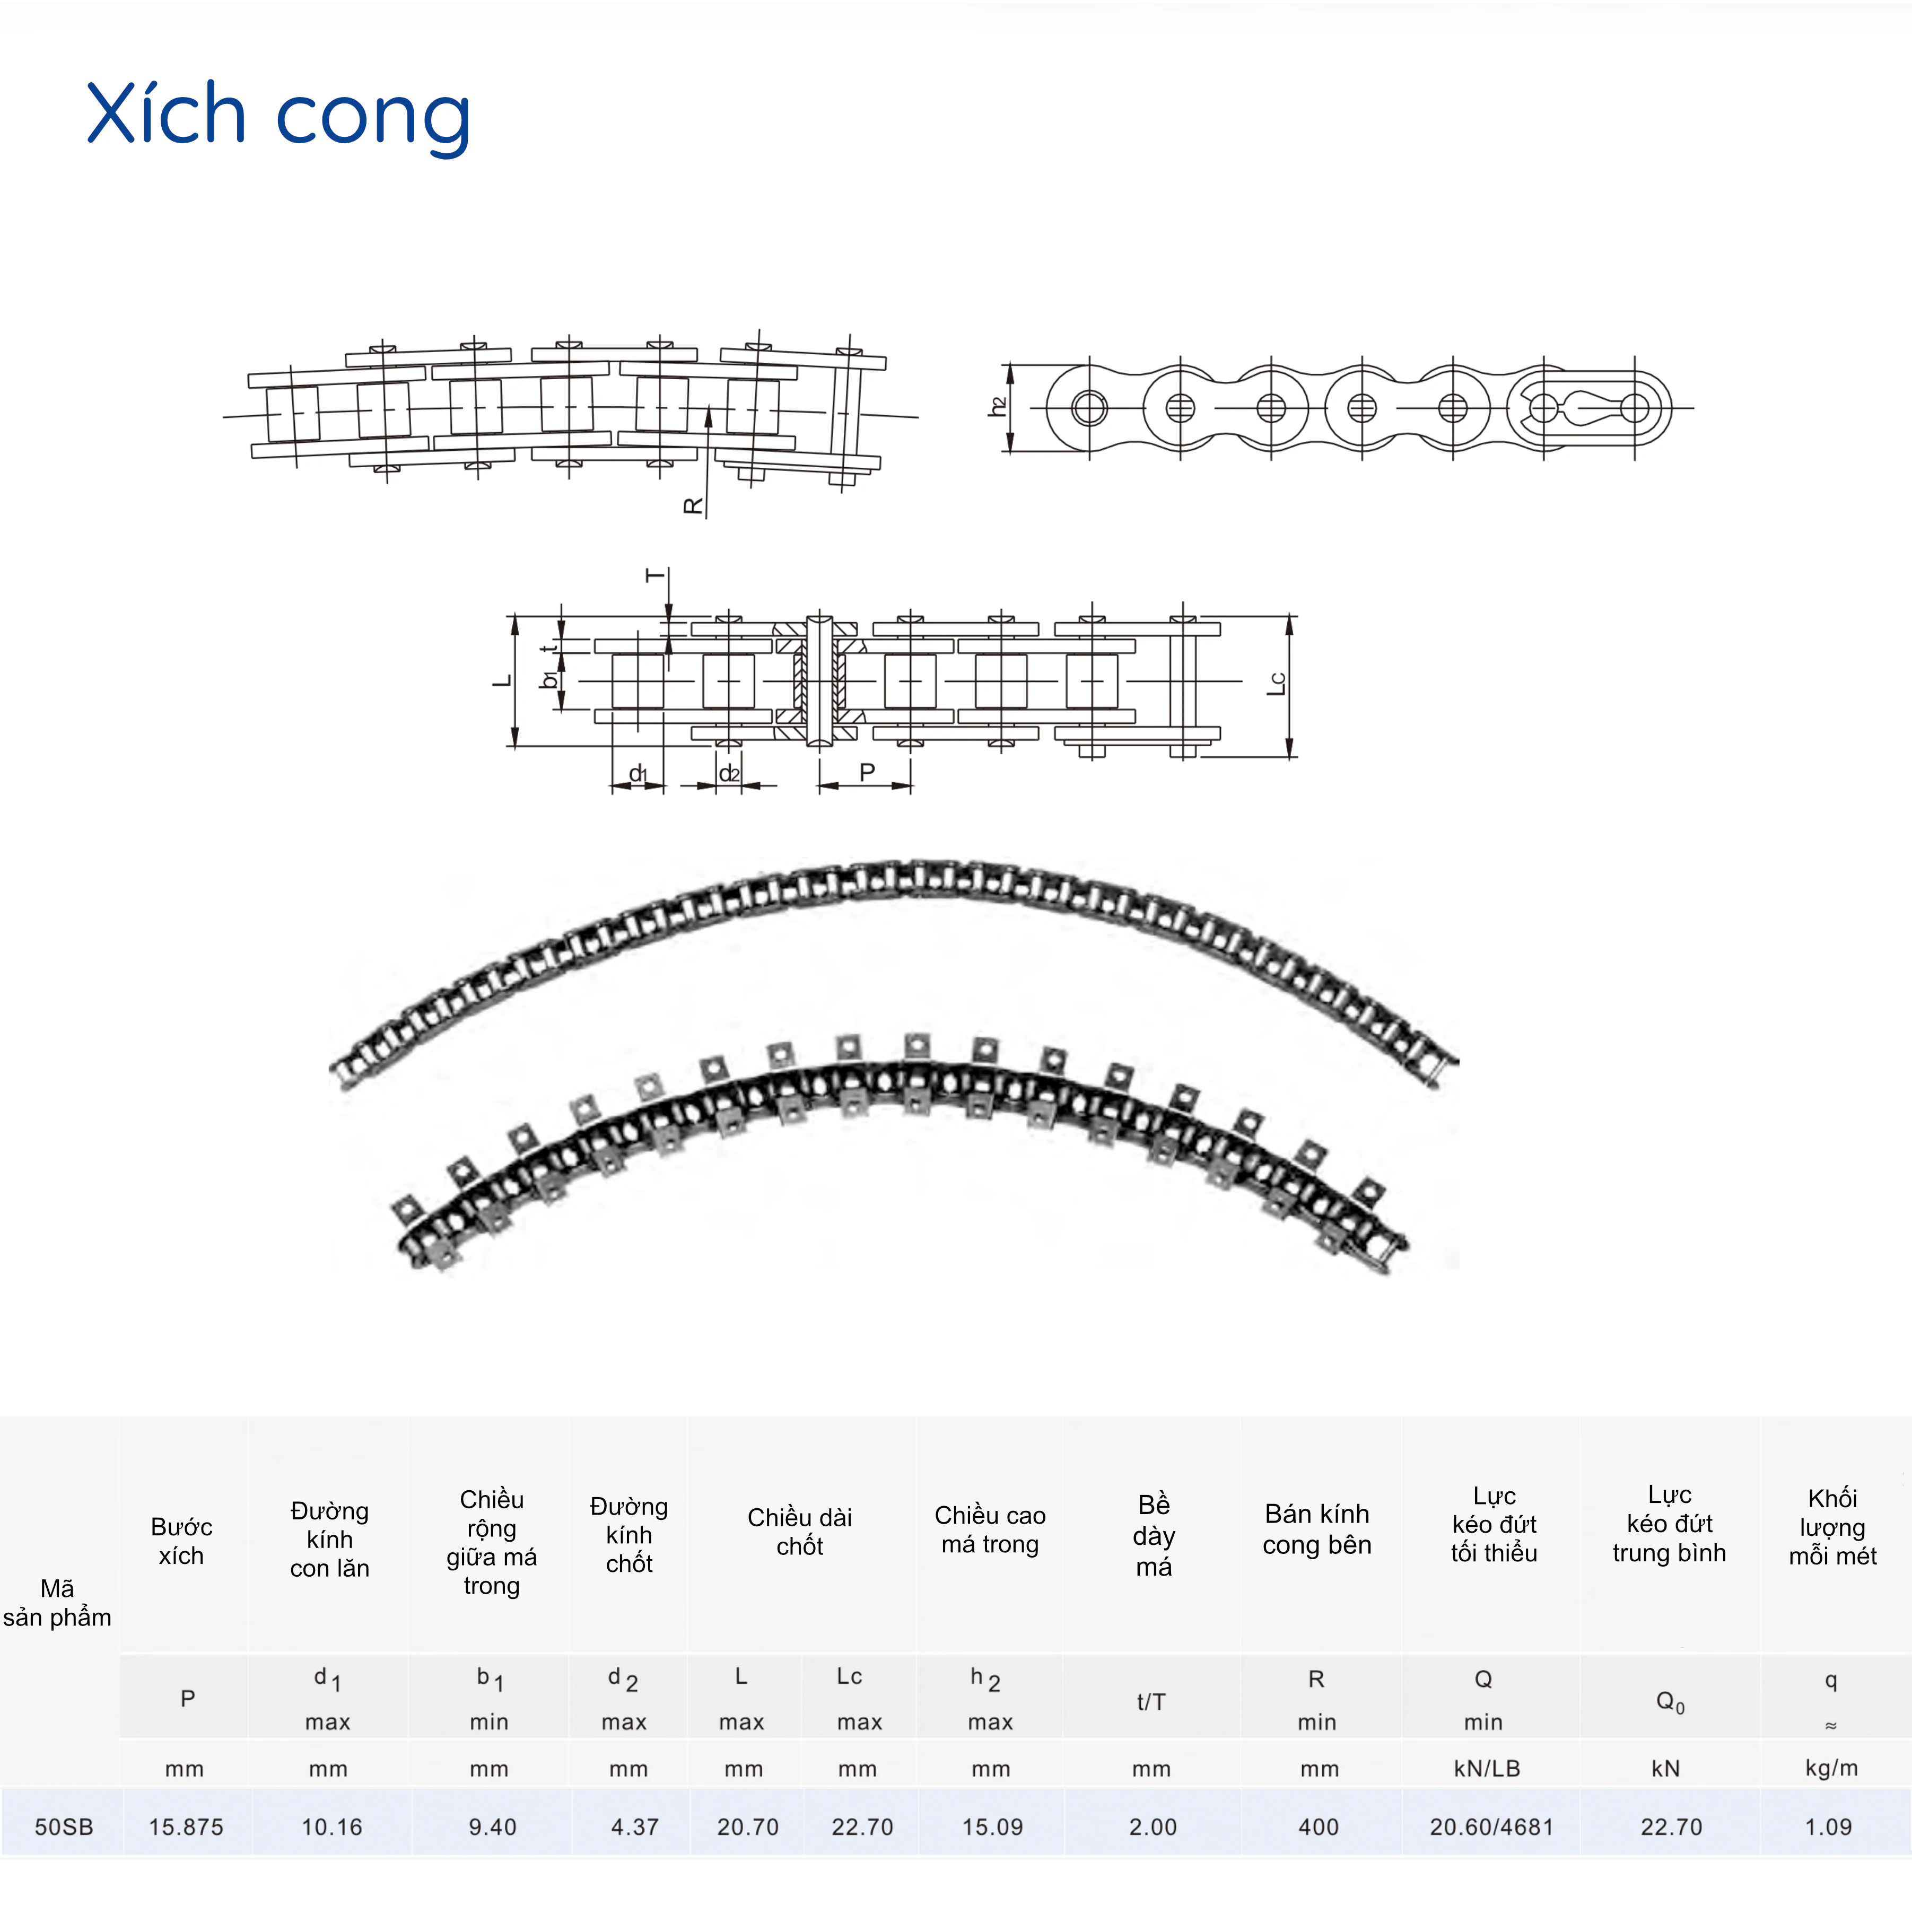 Xích cong
R
h2
T
L
t
b1
Lc
d1
d2
P
Mã
sản phẩm
Bước
xích
Đường
kính
con lăn
Chiều
rộng
giữa má
trong
Đường
kính
chốt
Chiều dài
chốt
Chiều cao
má trong
Bề
dày
má
Bán kính
cong bên
Lực
kéo đứt
tối thiểu
Lực
kéo đứt
trung bình
Khối
lượng
mỗi mét
P
d1
max
b1
min
d2
max
L
max
Lc
max
h2
max
t/T
R
min
Q
min
Q0
q
≈
mm mm mm mm mm mm mm mm mm kN/LB kN kg/m
50SB 15.875 10.16 9.40 4.37 20.70 22.70 15.09 2.00 400 20.60/4681 22.70 1.09